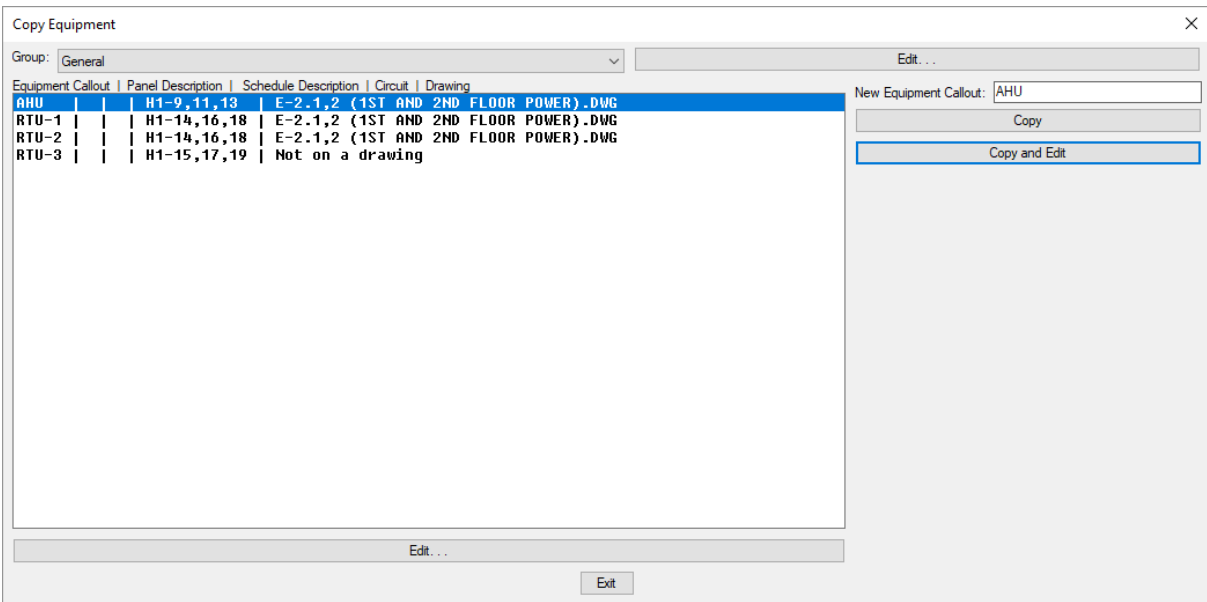 Copy Equipment
Group: General
Edit. . .
Equipment Callout | Panel Description | Schedule Description | Circuit | Drawing
AHU | | | H1-9,11,13 | E-2.1,2 (1ST AND 2ND FLOOR POWER).DWG
RTU-1 | | | H1-14,16,18 | E-2.1,2 (1ST AND 2ND FLOOR POWER).DWG
RTU-2 | | | H1-14,16,18 | E-2.1,2 (1ST AND 2ND FLOOR POWER).DWG
RTU-3 | | | H1-15,17,19 | Not on a drawing
New Equipment Callout: AHU
Copy
Copy and Edit
Edit. . .
Exit